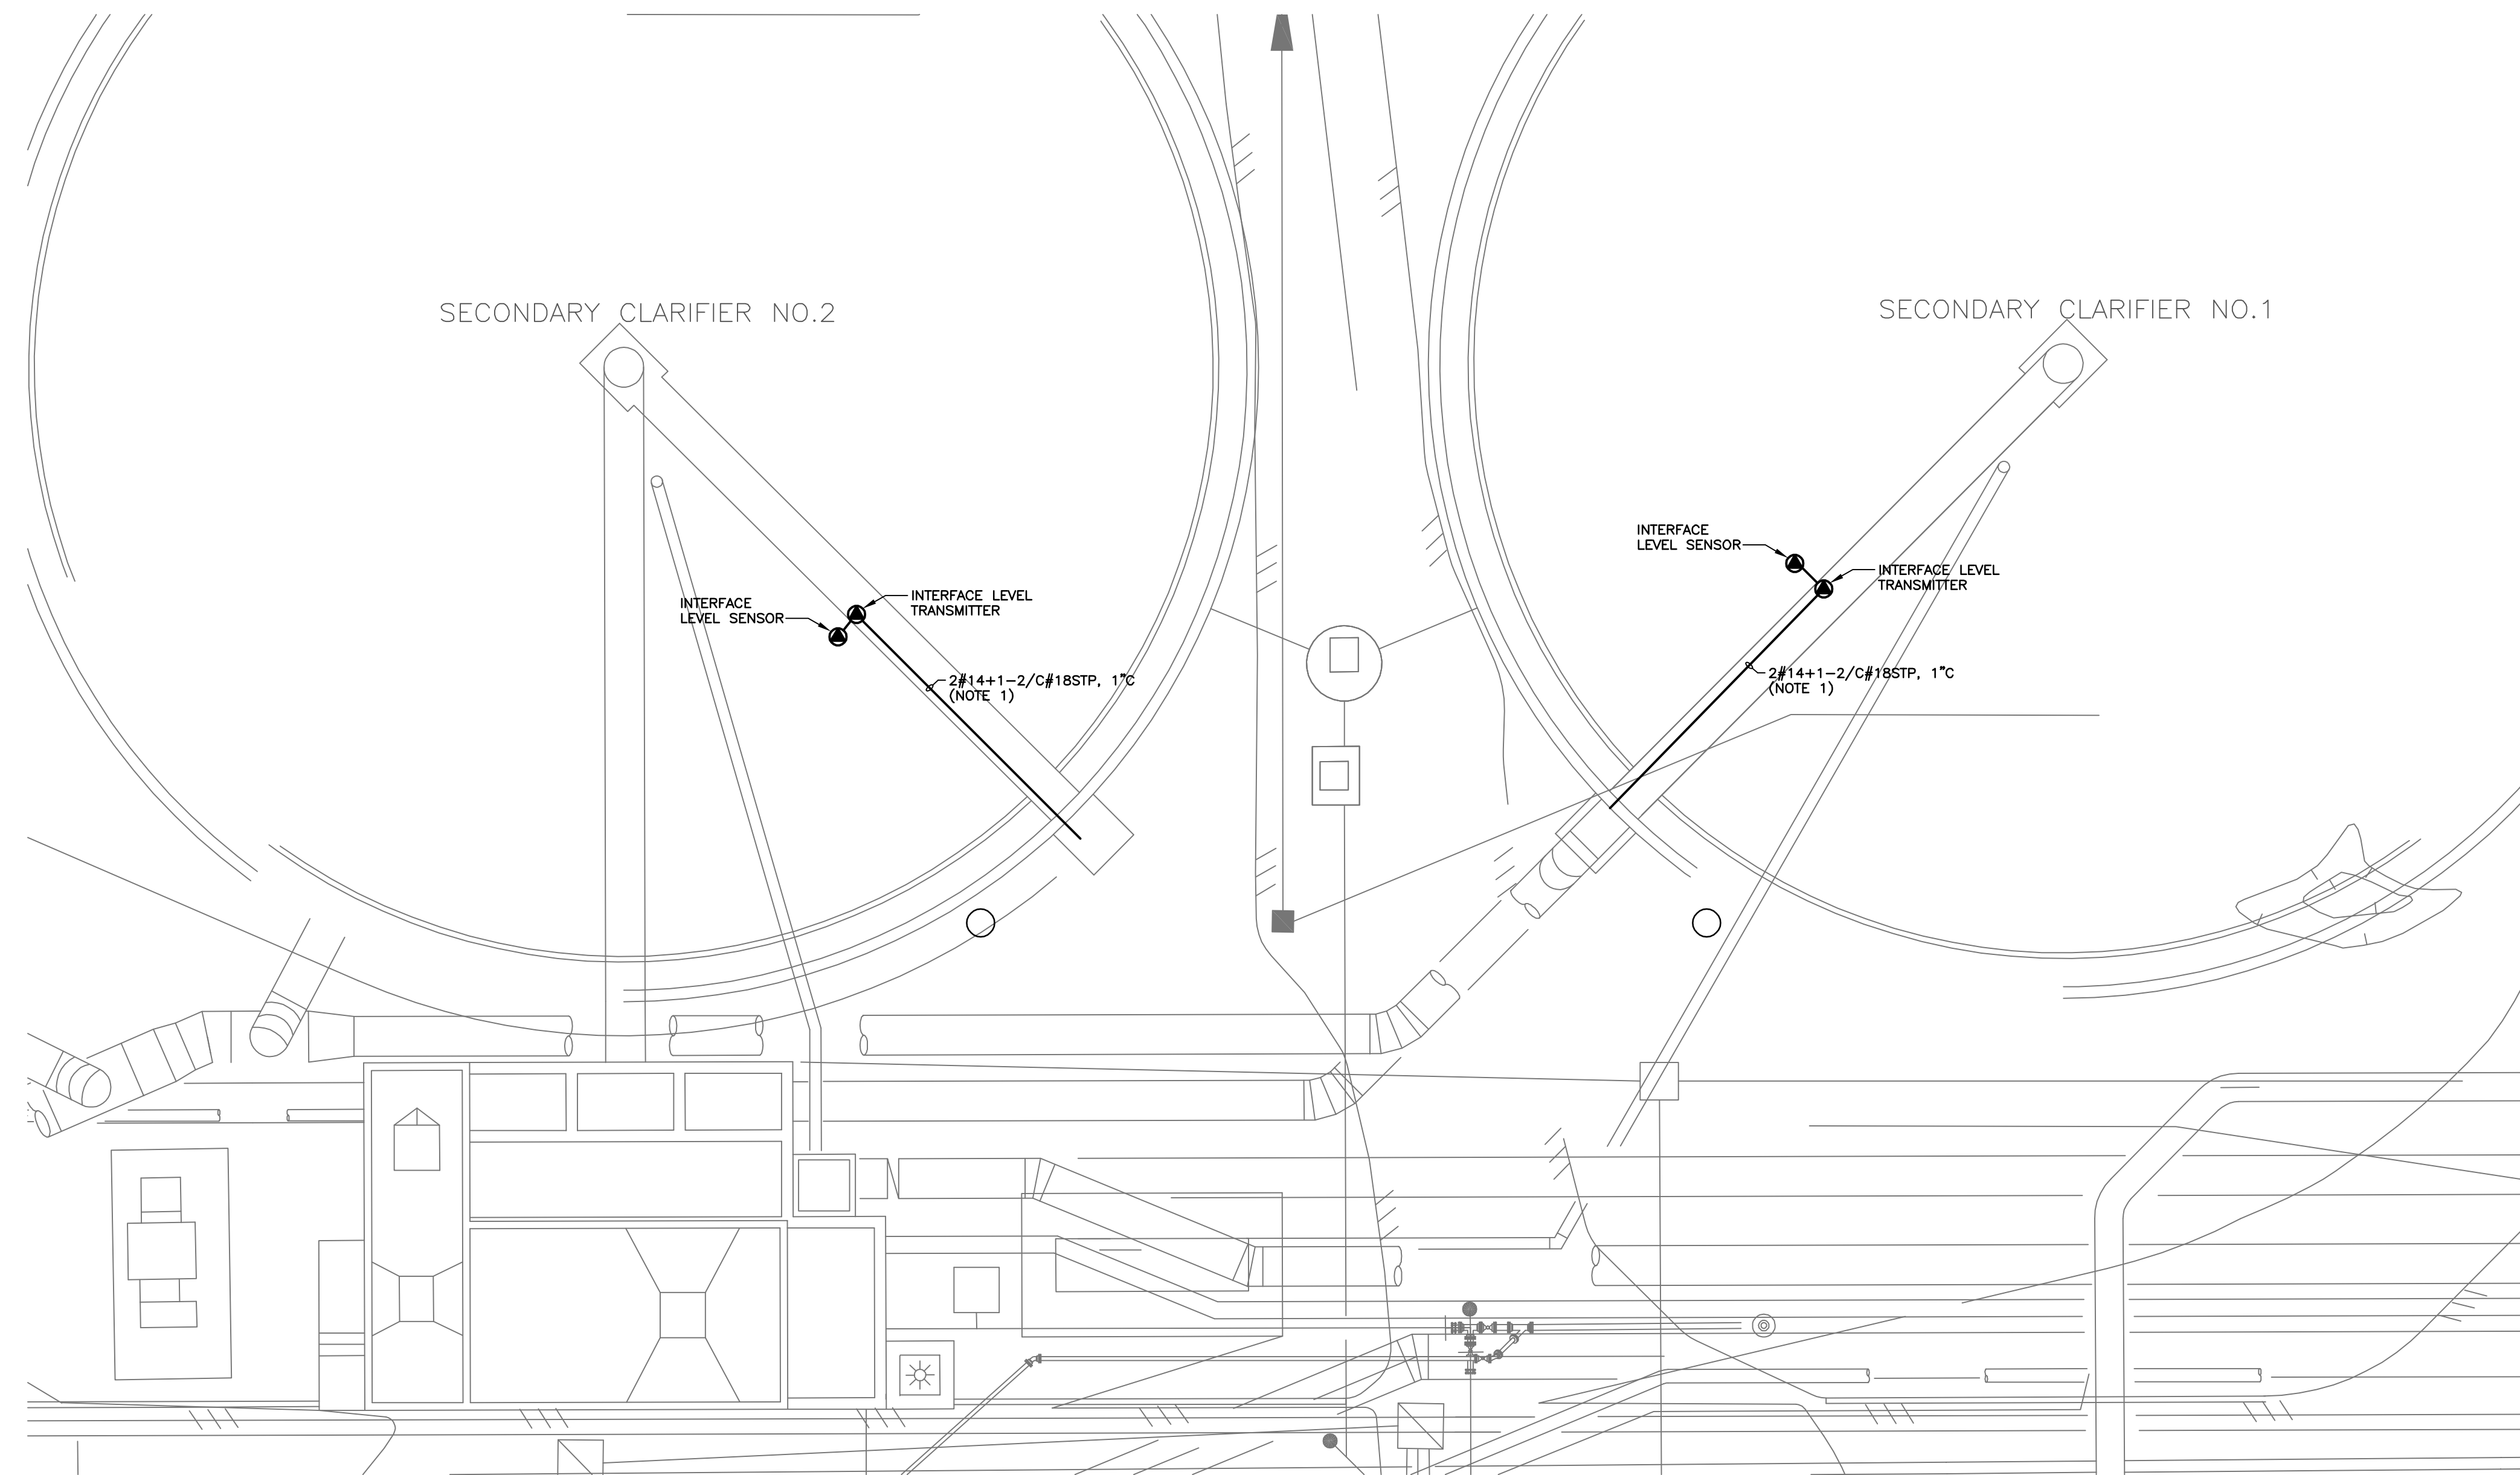 SECONDARY CLARIFIER NO.2
SECONDARY CLARIFIER NO.1
INTERFACE
LEVEL SENSOR
INTERFACE LEVEL
TRANSMITTER
2#14+1-2/C#18STP, 1"C
(NOTE 1)
INTERFACE
LEVEL SENSOR
INTERFACE LEVEL
TRANSMITTER
2#14+1-2/C#18STP, 1"C
(NOTE 1)